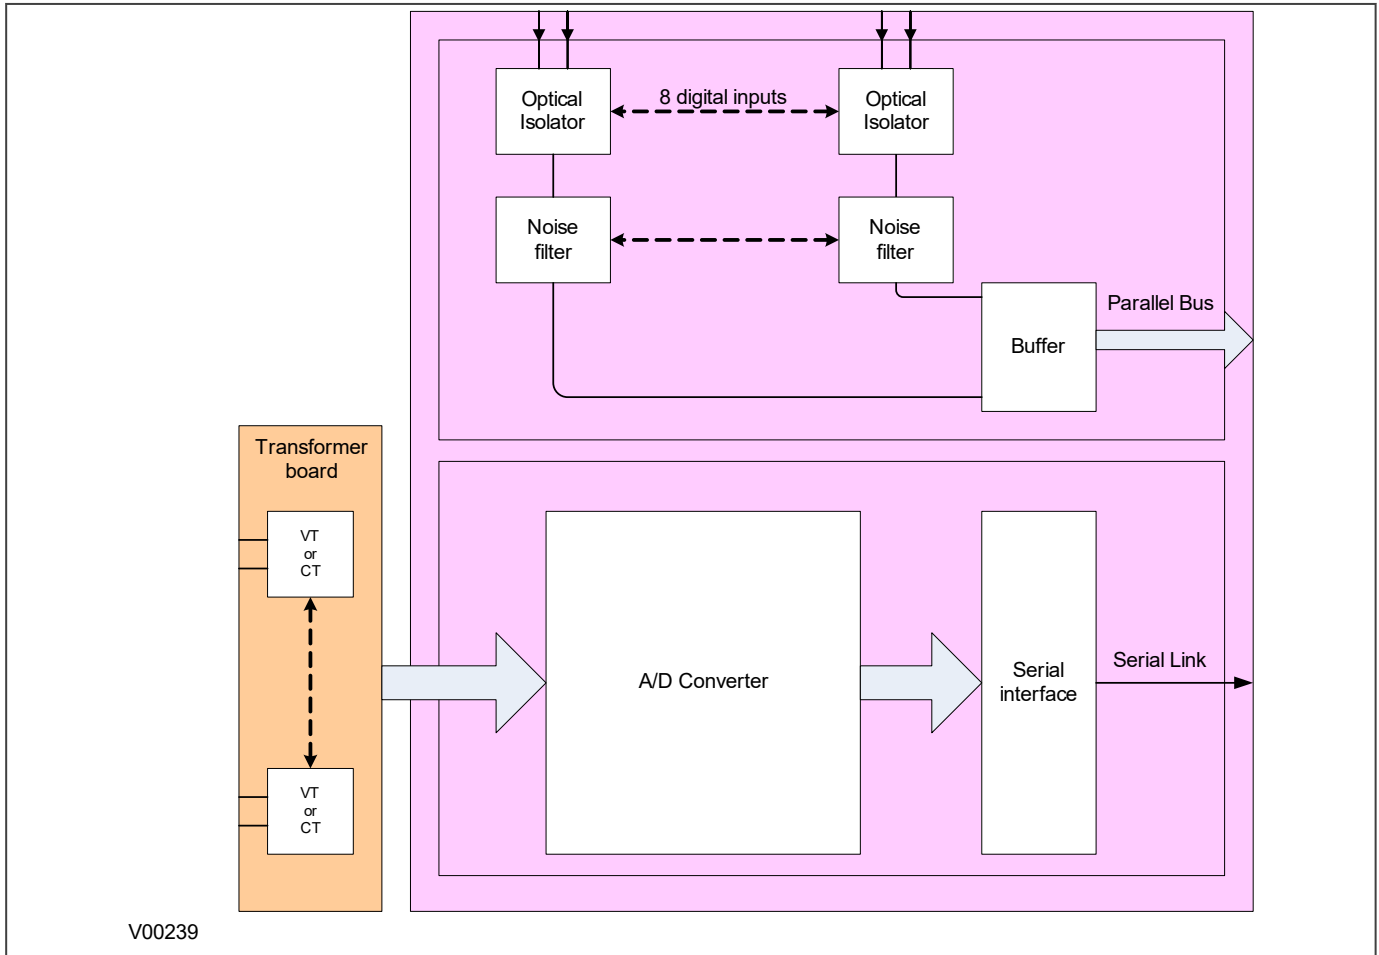 Optical
Isolator
8 digital inputs
Optical
Isolator
Noise
filter
Noise
filter
Parallel Bus
Buffer
Transformer
board
VT
or
CT
A/D Converter
Serial
interface
Serial Link
VT
or
CT
V00239